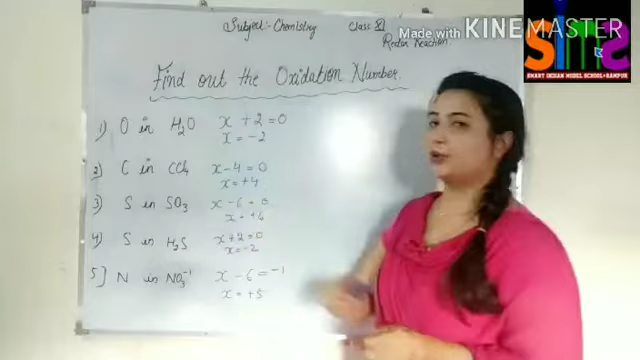 Subject:- Chemistry Class XI
Redox Reaction.
Made with KINEMASTER
SIMS
SMART INDIAN MODEL SCHOOL RAMPUR
Find out the Oxidation Number.
1) O in H₂O x + 2 = 0
x = -2
2) C in CCl₄ x - 4 = 0
x = +4
3) S in SO₃ x - 6 = 0
x = +6
4) S in H₂S x + 2 = 0
x = -2
5] N in NO₃⁻¹ x - 6 = -1
x = +5